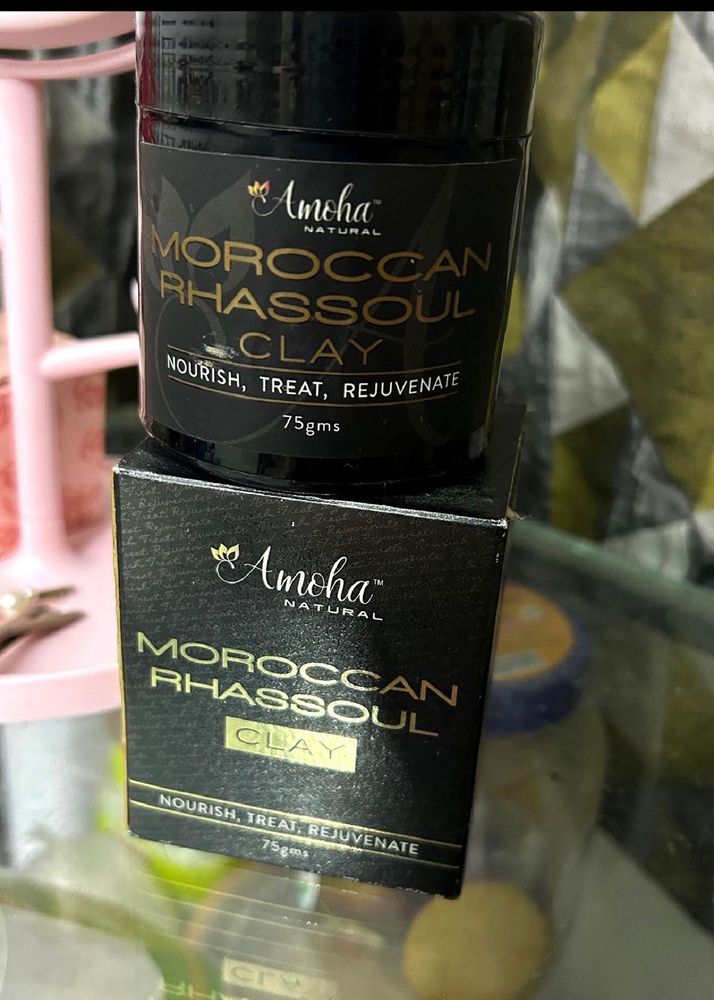 Amoha™
NATURAL
MOROCCAN
RHASSOUL
CLAY
NOURISH, TREAT, REJUVENATE
75gms
Amoha™
NATURAL
MOROCCAN
RHASSOUL
CLAY
NOURISH, TREAT, REJUVENATE
75gms